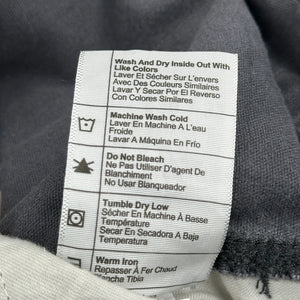 Wash And Dry Inside Out With
Like Colors
Laver Et Sécher Sur L'envers
Avec Des Couleurs Similaires
Lavar Y Secar Por El Reverso
Con Colores Similares
Machine Wash Cold
Laver En Machine À L'eau
Froide
Lavar A Máquina En Frío
Do Not Bleach
Ne Pas Utiliser D'agent De
Blanchiment
No Usar Blanqueador
Tumble Dry Low
Sécher En Machine À Basse
Température
Secar En Secadora A Baja
Temperatura
Warm Iron
Repasser À Fer Chaud
Plancha Tibia